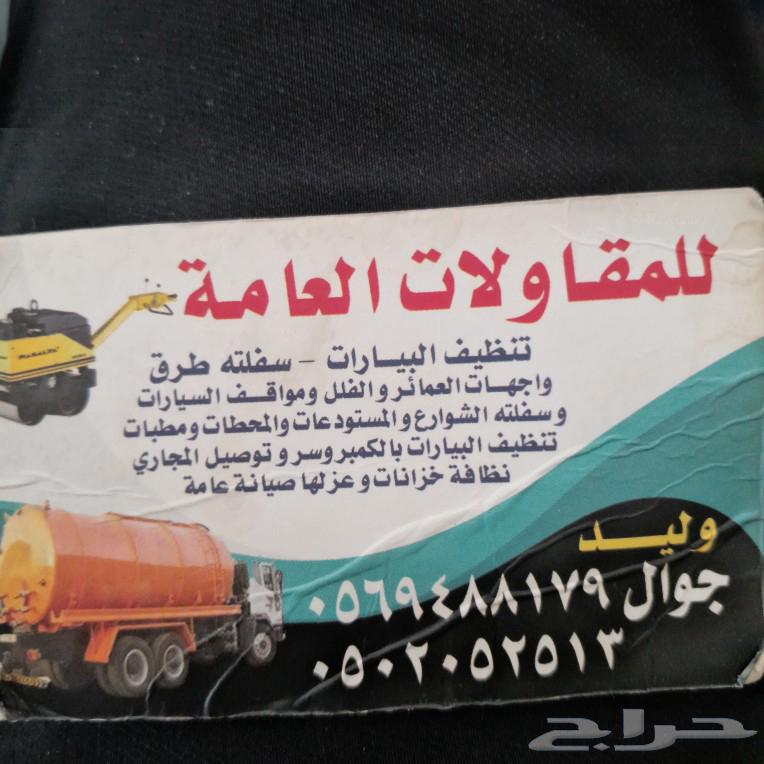 للمقاولات العامة
تنظيف البيارات - سفلته طرق
واجهات العمائر والفلل ومواقف السيارات
وسفلته الشوارع والمستودعات والمحطات ومطبات
تنظيف البيارات بالكمبروسر و توصيل المجاري
نظافة خزانات وعزلها صيانة عامة
وليد
جوال ٠٥٦٩٤٨٨١٧٩
٠٥٠٢٠٥٢٥١٣
حراج